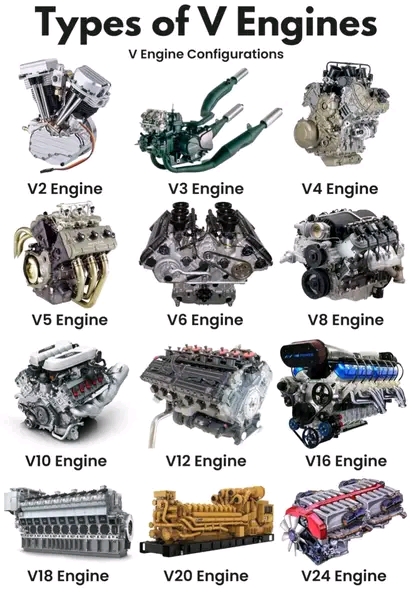 Types of V Engines
V Engine Configurations
V2 Engine
V3 Engine
V4 Engine
V5 Engine
V6 Engine
V8 Engine
V10 Engine
V12 Engine
V16 Engine
V18 Engine
V20 Engine
V24 Engine